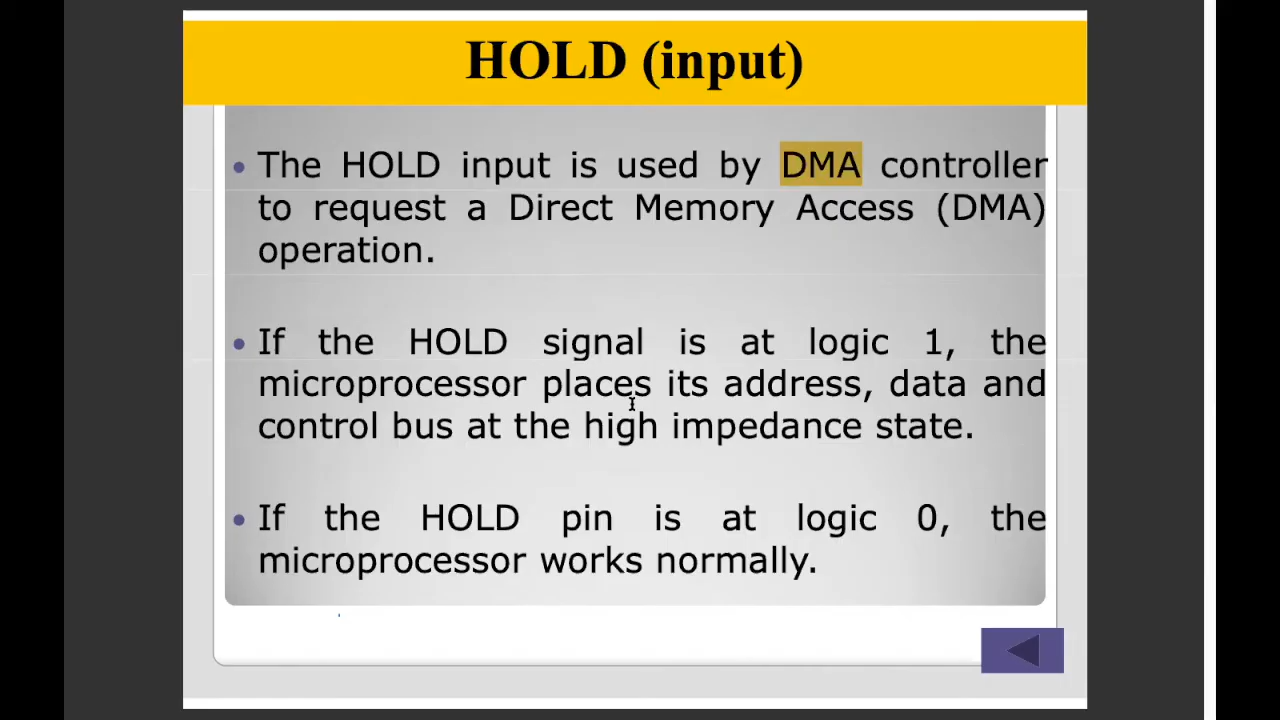 HOLD (input)
• The HOLD input is used by DMA controller
to request a Direct Memory Access (DMA)
operation.
• If the HOLD signal is at logic 1, the
microprocessor places its address, data and
control bus at the high impedance state.
• If the HOLD pin is at logic 0, the
microprocessor works normally.